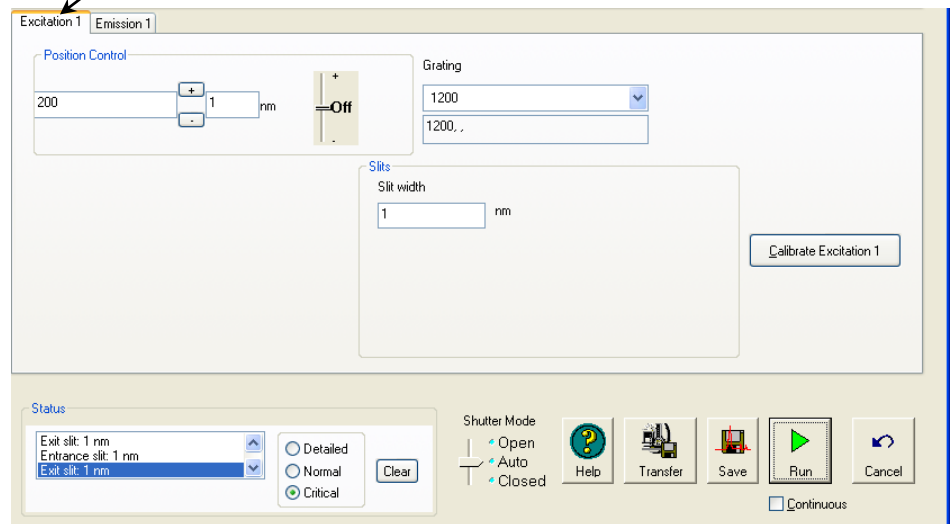 Excitation 1 Emission 1
Position Control
200 + 1 nm
-
+
Off
-
Grating
1200
1200, ,
Slits
Slit width
1 nm
Calibrate Excitation 1
Status
Exit slit: 1 nm
Entrance slit: 1 nm
Exit slit: 1 nm
Detailed
Normal
Critical
Clear
Shutter Mode
Open
Auto
Closed
? Help
Transfer
Save
Run
Cancel
Continuous